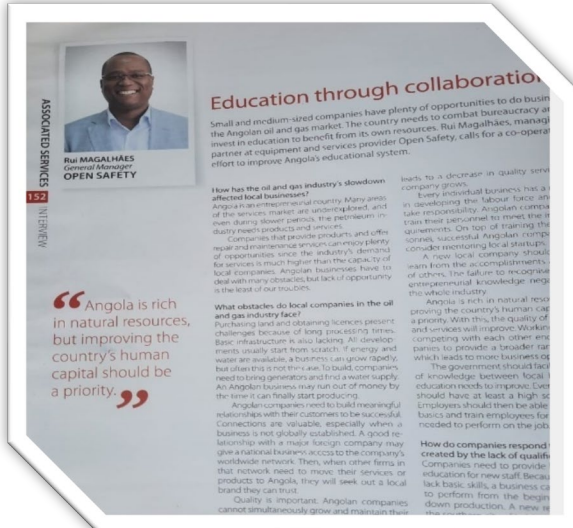 ASSOCIATED SERVICES
152
INTERVIEW
Rui MAGALHÃES
General Manager
OPEN SAFETY
“Angola is rich
in natural resources,
but improving the
country's human
capital should be
a priority.”
Education through collaboratio
Small and medium-sized companies have plenty of opportunities to do busin
the Angolan oil and gas market. The country needs to combat bureaucracy an
invest in education to benefit from its own resources. Rui Magalhães, managi
partner at equipment and services provider Open Safety, calls for a co-operat
effort to improve Angola's educational system.
How has the oil and gas industry's slowdown
affected local businesses?
Angola is an entrepreneurial country. Many areas
of the services market are underexplored, and
even during slower periods, the petroleum in-
dustry needs products and services.
Companies that provide products and offer
repair and maintenance services can enjoy plenty
of opportunities since the industry's demand
for services is much higher than the capacity of
local companies. Angolan businesses have to
deal with many obstacles, but lack of opportunity
is the least of our troubles.
What obstacles do local companies in the oil
and gas industry face?
Purchasing land and obtaining licences present
challenges because of long processing times.
Basic infrastructure is also lacking. All develop-
ments usually start from scratch. If energy and
water are available, a business can grow rapidly,
but often this is not the case. To build, companies
need to bring generators and find a water supply.
An Angolan business may run out of money by
the time it can finally start producing.
Angolan companies need to build meaningful
relationships with their customers to be successful.
Connections are valuable, especially when a
business is not globally established. A good re-
lationship with a major foreign company may
give a national business access to the company's
worldwide network. Then, when other firms in
that network need to move their services or
products to Angola, they will seek out a local
brand they can trust.
Quality is important. Angolan companies
cannot simultaneously grow and maintain their
leads to a decrease in quality servi
company grows.
Every individual business has a
in developing the labour force an
take responsibility. Angolan compa
train their personnel to meet the in
quirements. On top of training th
sonnel, successful Angolan comp
consider mentoring local startups.
A new local company shoul
learn from the accomplishments
of others. The failure to recognise
entrepreneurial knowledge neg
the whole industry.
Angola is rich in natural reso
proving the country's human cap
a priority. With this, the quality of
and services will improve. Workin
competing with each other enc
panies to provide a broader ran
which leads to more business op
The government should facil
of knowledge between local
education needs to improve. Ever
should have at least a high sc
Employers should then be able
basics and train employees for
needed to perform on the job
How do companies respond
created by the lack of qualifi
Companies need to provide
education for new staff. Becau
lack basic skills, a business ca
to perform from the begin
down production. A new re